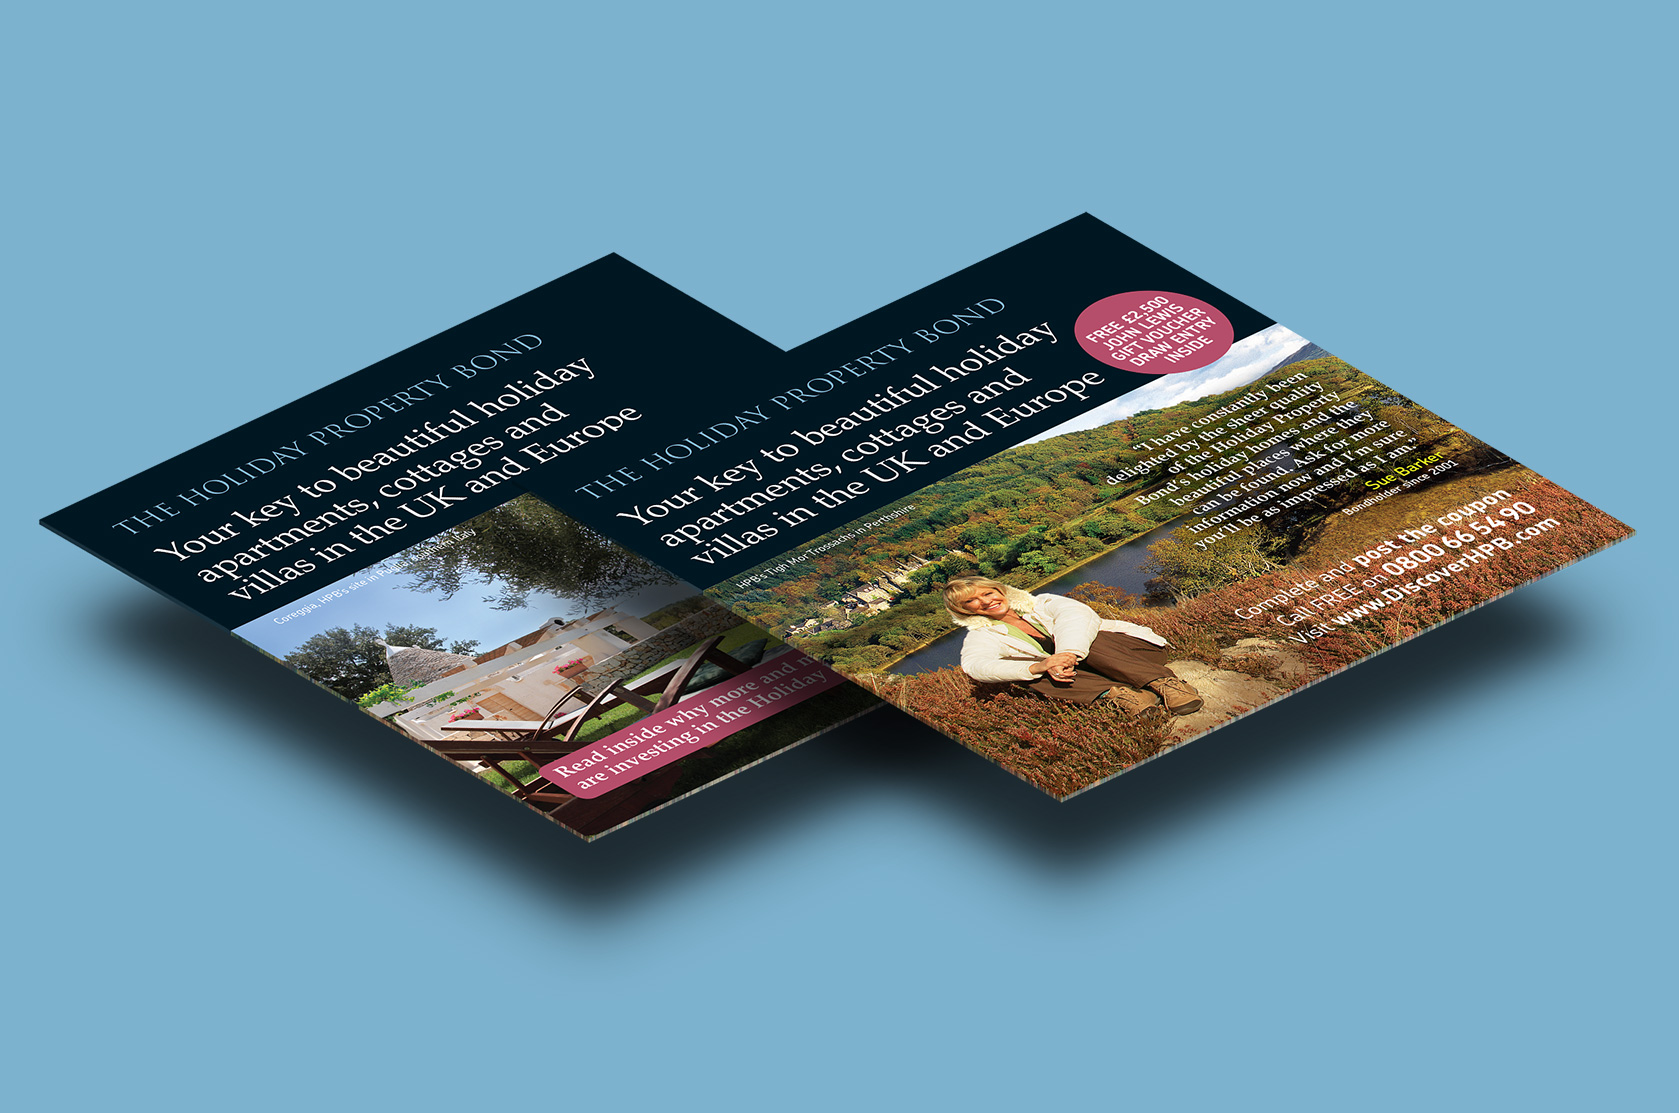 THE HOLIDAY PROPERTY BOND
Your key to beautiful holiday
apartments, cottages and
villas in the UK and Europe
Coreggia, HPB's site in Puglia, Italy
Read inside why more and
are investing in the Holiday
THE HOLIDAY PROPERTY BOND
Your key to beautiful holiday
apartments, cottages and
villas in the UK and Europe
FREE £2,500
JOHN LEWIS
GIFT VOUCHER
DRAW ENTRY
INSIDE
HPB's Tigh Mor Trossachs in Perthshire
“I have constantly been
delighted by the sheer quality
of the Holiday Property
Bond's holiday homes and the
beautiful places where they
can be found. Ask for more
information now and I'm sure
you'll be as impressed as I am.”
Sue Barker
Bondholder since 2001
Complete and post the coupon
Call FREE on 0800 66 54 90
Visit www.DiscoverHPB.com